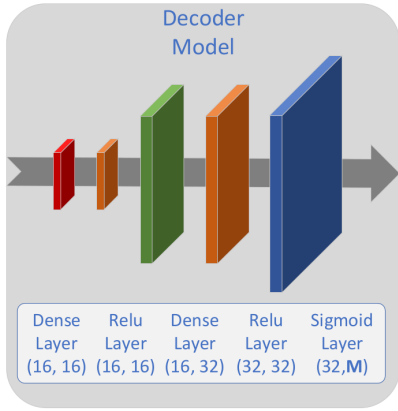 Decoder
Model
Dense Relu Dense Relu Sigmoid
Layer Layer Layer Layer Layer
(16, 16) (16, 16) (16, 32) (32, 32) (32,M)